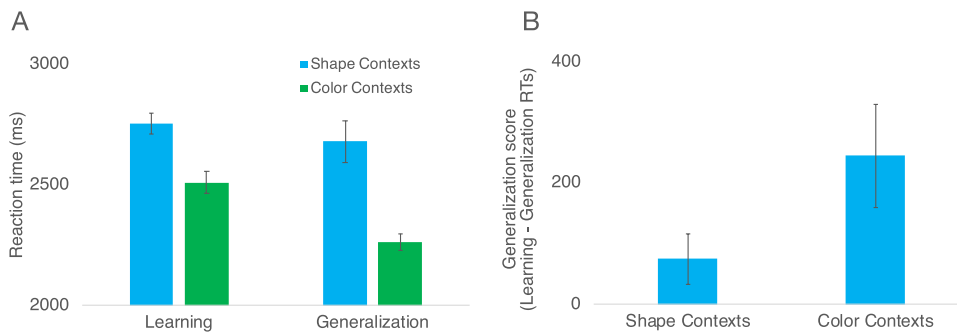 A
3000
2500
2000
Reaction time (ms)
Shape Contexts
Color Contexts
Learning
Generalization
B
400
200
0
Generalization score
(Learning - Generalization RTs)
Shape Contexts
Color Contexts